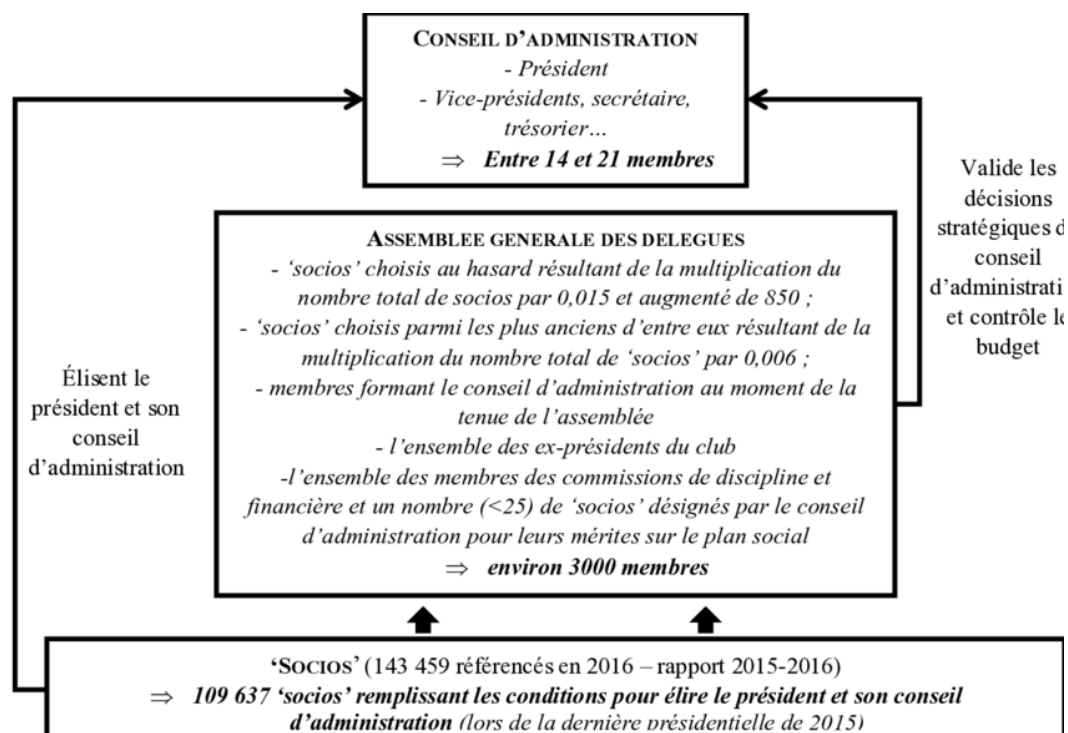 CONSEIL D'ADMINISTRATION
- Président
- Vice-présidents, secrétaire,
trésorier…
⇒ Entre 14 et 21 membres
ASSEMBLEE GENERALE DES DELEGUES
- ‘socios’ choisis au hasard résultant de la multiplication du
nombre total de socios par 0,015 et augmenté de 850 ;
- ‘socios’ choisis parmi les plus anciens d’entre eux résultant de la
multiplication du nombre total de ‘socios’ par 0,006 ;
- membres formant le conseil d’administration au moment de la
tenue de l’assemblée
- l’ensemble des ex-présidents du club
-l’ensemble des membres des commissions de discipline et
financière et un nombre (<25) de ‘socios’ désignés par le conseil
d’administration pour leurs mérites sur le plan social
⇒ environ 3000 membres
Élisent le
président et son
conseil
d’administration
Valide les
décisions
stratégiques d
conseil
d’administrati
et contrôle le
budget
‘SOCIOS’ (143 459 référencés en 2016 – rapport 2015-2016)
⇒ 109 637 ‘socios’ remplissant les conditions pour élire le président et son conseil
d’administration (lors de la dernière présidentielle de 2015)